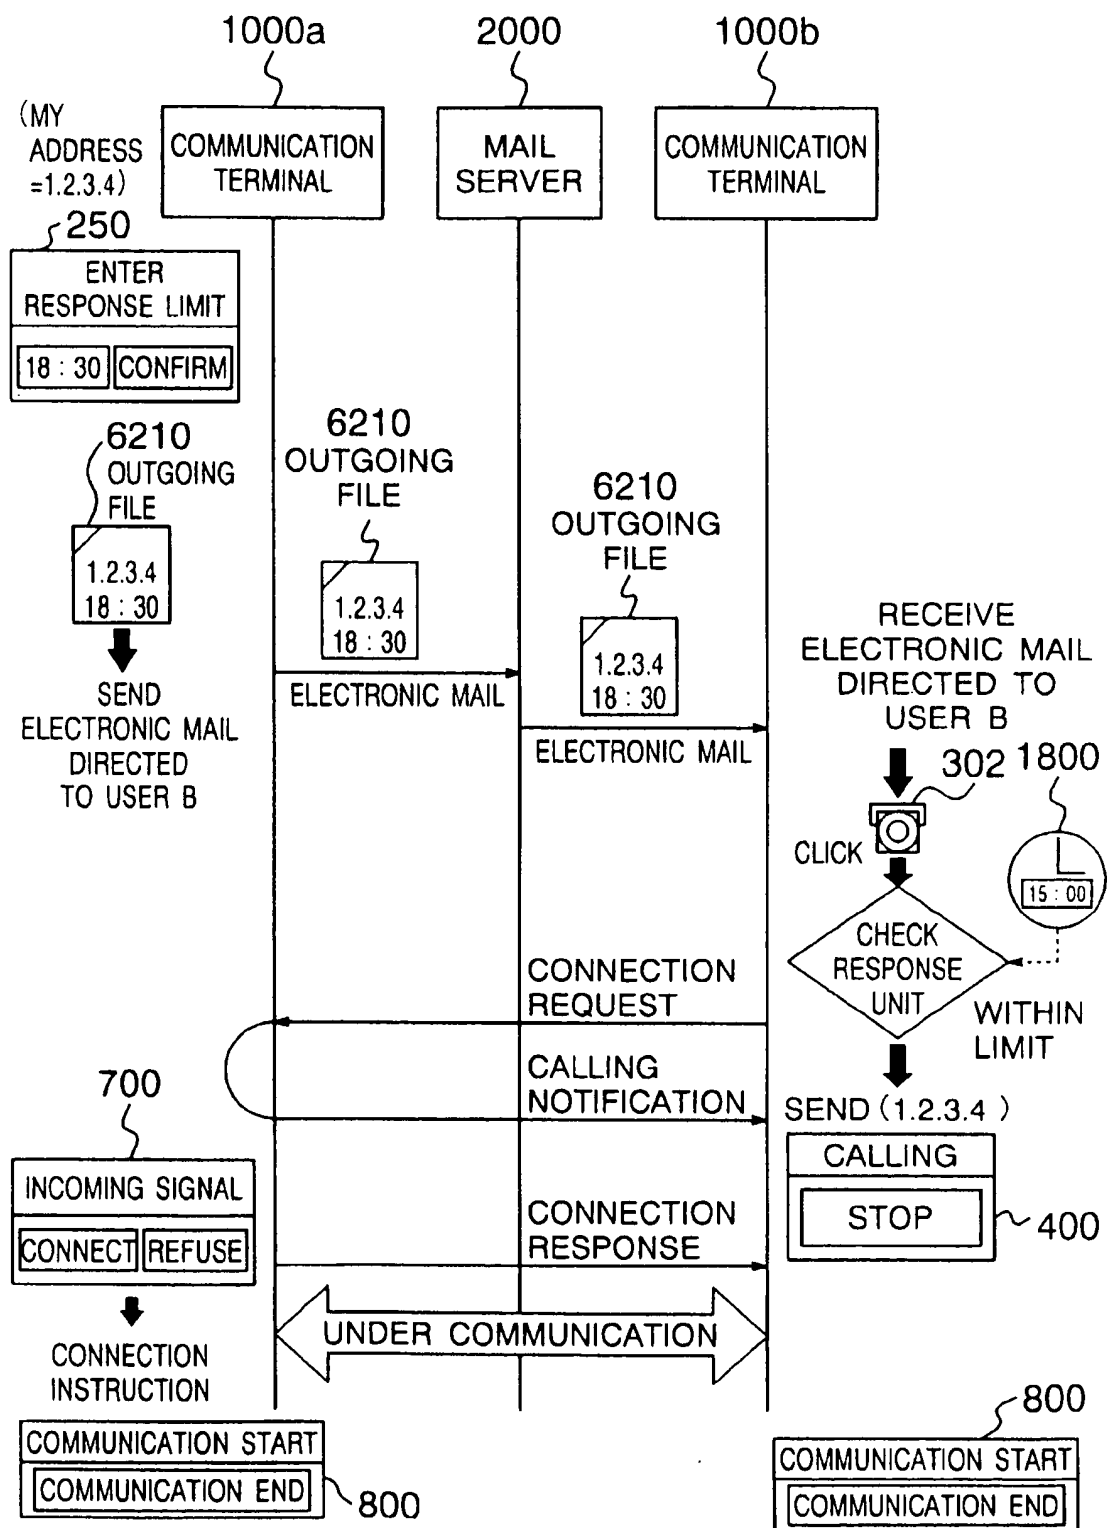 1000a
2000
1000b
(MY
ADDRESS
=1.2.3.4)
COMMUNICATION
TERMINAL
MAIL
SERVER
COMMUNICATION
TERMINAL
250
ENTER
RESPONSE LIMIT
18 : 30
CONFIRM
6210
OUTGOING
FILE
1.2.3.4
18 : 30
SEND
ELECTRONIC MAIL
DIRECTED
TO USER B
6210
OUTGOING
FILE
1.2.3.4
18 : 30
ELECTRONIC MAIL
6210
OUTGOING
FILE
1.2.3.4
18 : 30
ELECTRONIC MAIL
RECEIVE
ELECTRONIC MAIL
DIRECTED TO
USER B
302
1800
CLICK
15 : 00
CHECK
RESPONSE
UNIT
WITHIN
LIMIT
CONNECTION
REQUEST
CALLING
NOTIFICATION
SEND (1.2.3.4 )
CALLING
STOP
400
700
INCOMING SIGNAL
CONNECT
REFUSE
CONNECTION
RESPONSE
UNDER COMMUNICATION
CONNECTION
INSTRUCTION
COMMUNICATION START
COMMUNICATION END
800
800
COMMUNICATION START
COMMUNICATION END